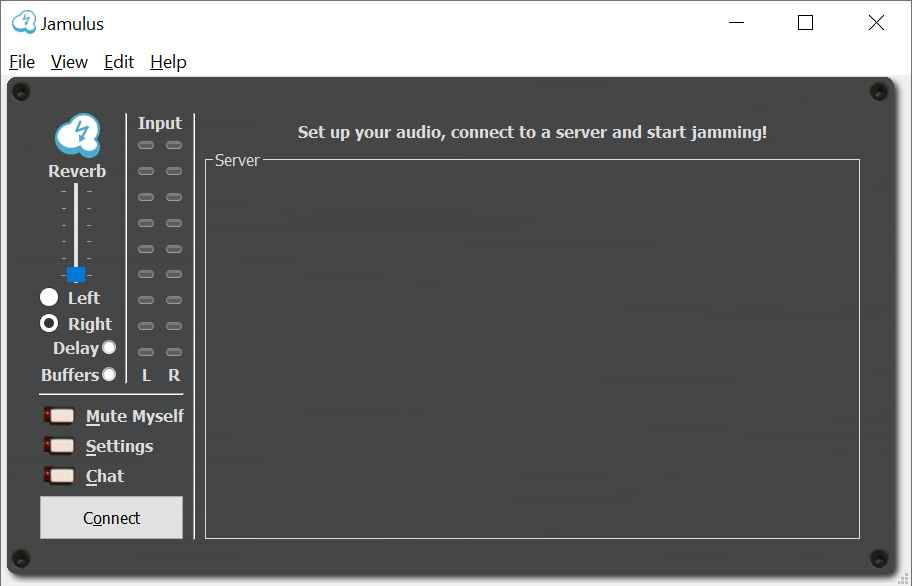 Jamulus
File View Edit Help
Input
Set up your audio, connect to a server and start jamming!
Server
Reverb
Left
Right
Delay
Buffers
L R
Mute Myself
Settings
Chat
Connect